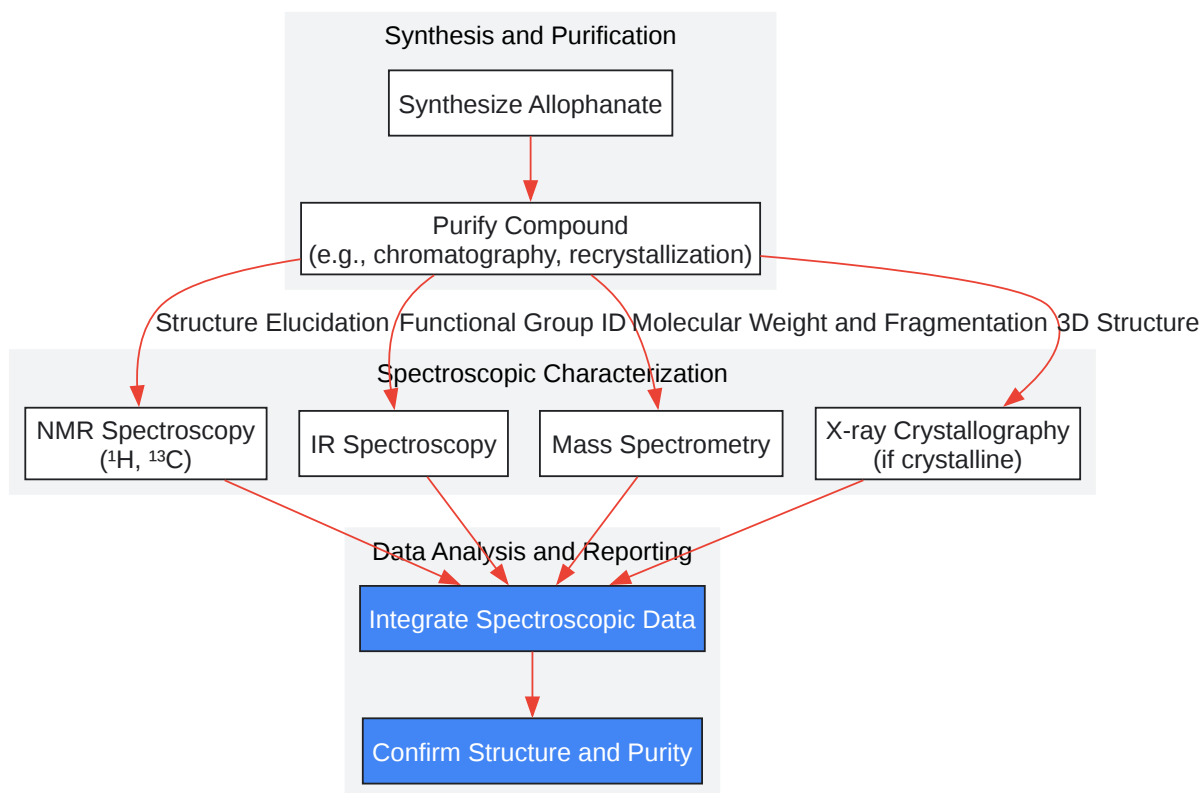 Synthesis and Purification
Synthesize Allophanate
Purify Compound
(e.g., chromatography, recrystallization)
Structure Elucidation
Functional Group ID
Molecular Weight and Fragmentation
3D Structure
Spectroscopic Characterization
NMR Spectroscopy
(¹H, ¹³C)
IR Spectroscopy
Mass Spectrometry
X-ray Crystallography
(if crystalline)
Data Analysis and Reporting
Integrate Spectroscopic Data
Confirm Structure and Purity